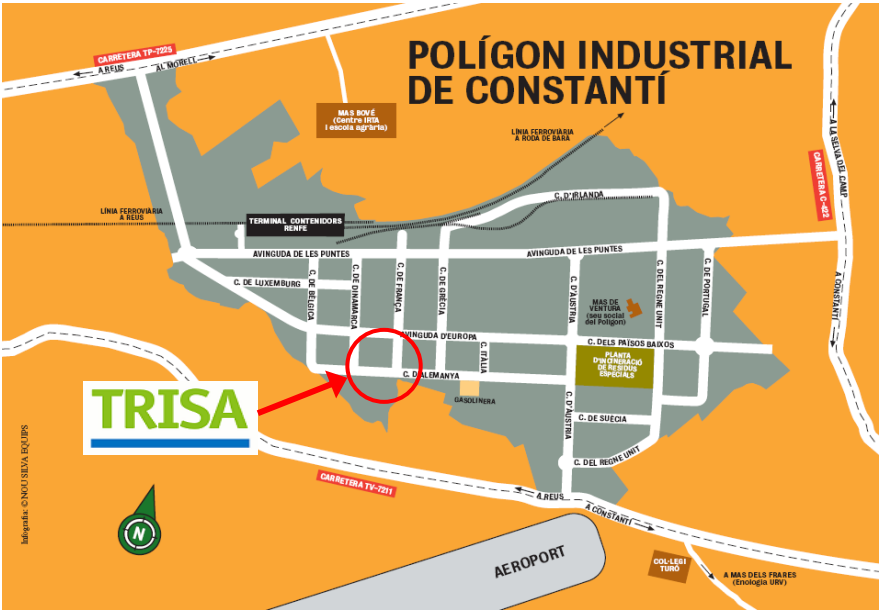 CARRETERA TP-7225
A REUS
AL MORELL
POLÍGON INDUSTRIAL
DE CONSTANTÍ
MAS BOVÉ
(Centre IRTA
i escola agrària)
LÍNIA FERROVIÀRIA
A RODA DE BARÀ
A LA SELVA DEL CAMP
CARRETERA C-422
A CONSTANTÍ
LÍNIA FERROVIÀRIA
A REUS
TERMINAL CONTENIDORS
RENFE
C. D'IRLANDA
AVINGUDA DE LES PUNTES
AVINGUDA DE LES PUNTES
C. DE LUXEMBURG
C. DE BÈLGICA
C. DE DINAMARCA
C. DE FRANÇA
C. DE GRÈCIA
C. D'ÀUSTRIA
C. DEL REGNE UNIT
C. DE PORTUGAL
MAS DE
VENTURA
(seu social
del Polígon)
AVINGUDA D'EUROPA
C. ITÀLIA
C. DELS PAÏSOS BAIXOS
PLANTA
D'INCINERACIÓ
DE RESIDUS
ESPECIALS
C. D'ALEMANYA
GASOLINERA
TRISA
C. D'ÀUSTRIA
C. DE SUÈCIA
C. DEL REGNE UNIT
CARRETERA TV-7211
A REUS
A CONSTANTÍ
Infografia: © NOU SILVA EQUIPS
N
AEROPORT
COL·LEGI
TURÓ
A MAS DELS FRARES
(Enologia URV)